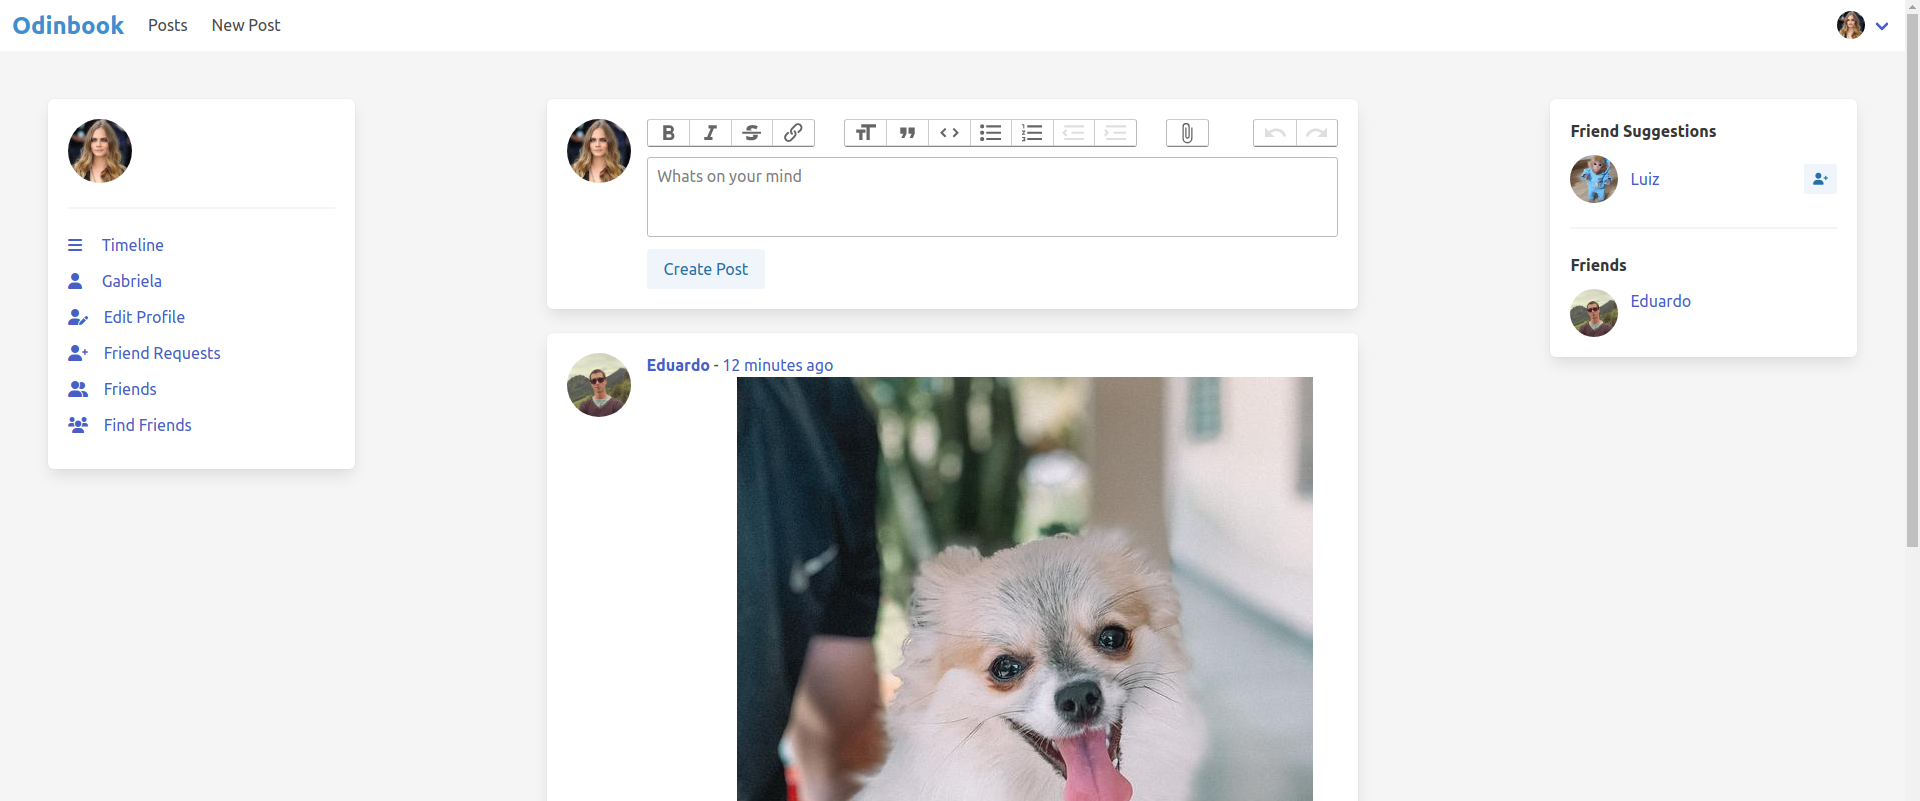 Odinbook Posts New Post
Timeline
Gabriela
Edit Profile
Friend Requests
Friends
Find Friends
Whats on your mind
Create Post
Eduardo - 12 minutes ago
Friend Suggestions
Luiz
Friends
Eduardo